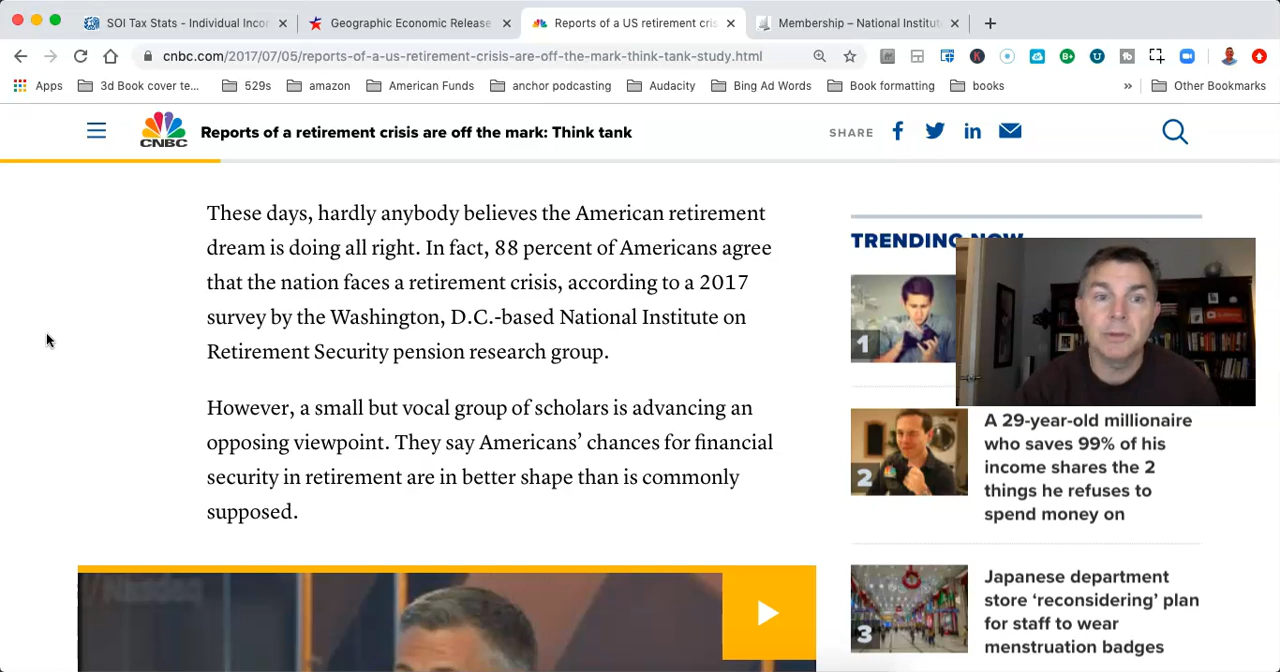 SOI Tax Stats - Individual Incor
Geographic Economic Release
Reports of a US retirement cris
Membership – National Institute
cnbc.com/2017/07/05/reports-of-a-us-retirement-crisis-are-off-the-mark-think-tank-study.html
Apps
3d Book cover te...
529s
amazon
American Funds
anchor podcasting
Audacity
Bing Ad Words
Book formatting
books
»
Other Bookmarks
CNBC
Reports of a retirement crisis are off the mark: Think tank
SHARE
These days, hardly anybody believes the American retirement
dream is doing all right. In fact, 88 percent of Americans agree
that the nation faces a retirement crisis, according to a 2017
survey by the Washington, D.C.-based National Institute on
Retirement Security pension research group.
However, a small but vocal group of scholars is advancing an
opposing viewpoint. They say Americans’ chances for financial
security in retirement are in better shape than is commonly
supposed.
TRENDING NOW
1
2
A 29-year-old millionaire
who saves 99% of his
income shares the 2
things he refuses to
spend money on
3
Japanese department
store ‘reconsidering’ plan
for staff to wear
menstruation badges